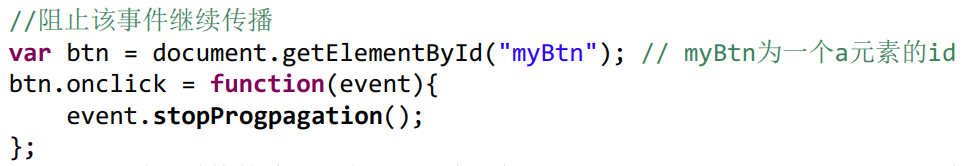 //阻止该事件继续传播
var btn = document.getElementById("myBtn"); // myBtn为一个a元素的id
btn.onclick = function(event){
    event.stopProgpagation();
};